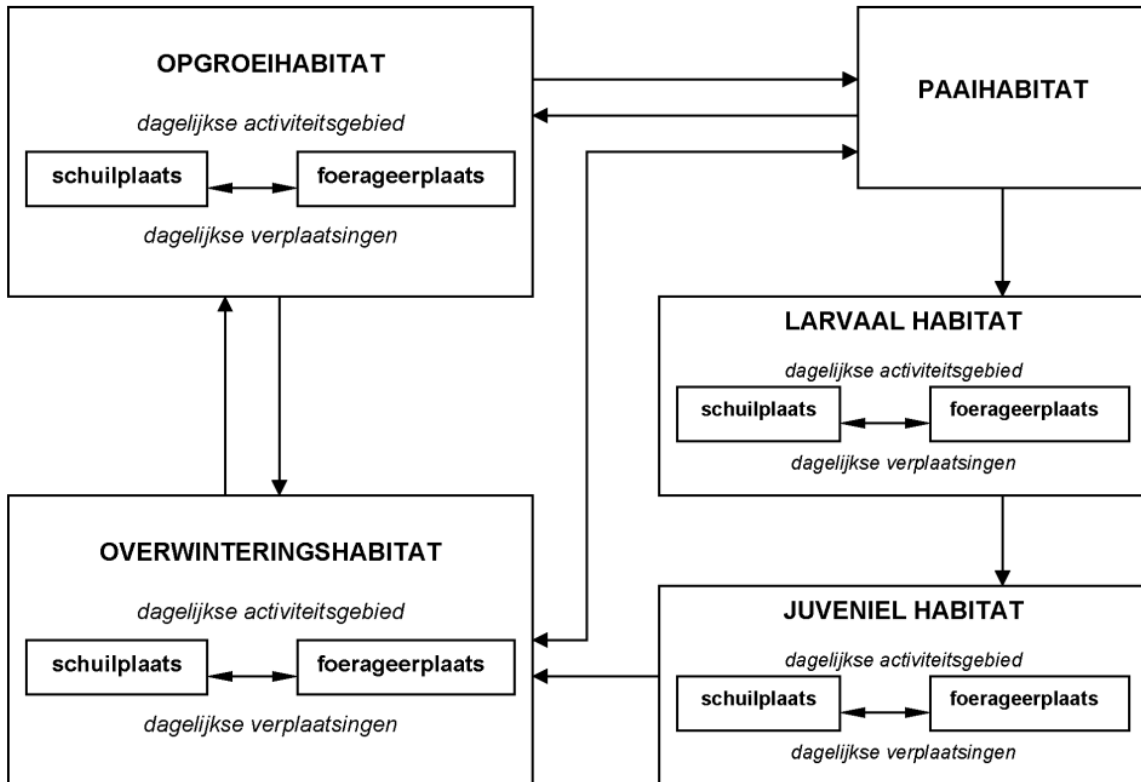 OPGROEIHABITAT
dagelijkse activiteitsgebied
schuilplaats
foerageerplaats
dagelijkse verplaatsingen
PAAIHABITAT
LARVAAL HABITAT
dagelijkse activiteitsgebied
schuilplaats
foerageerplaats
dagelijkse verplaatsingen
OVERWINTERINGSHABITAT
dagelijkse activiteitsgebied
schuilplaats
foerageerplaats
dagelijkse verplaatsingen
JUVENIEL HABITAT
dagelijkse activiteitsgebied
schuilplaats
foerageerplaats
dagelijkse verplaatsingen